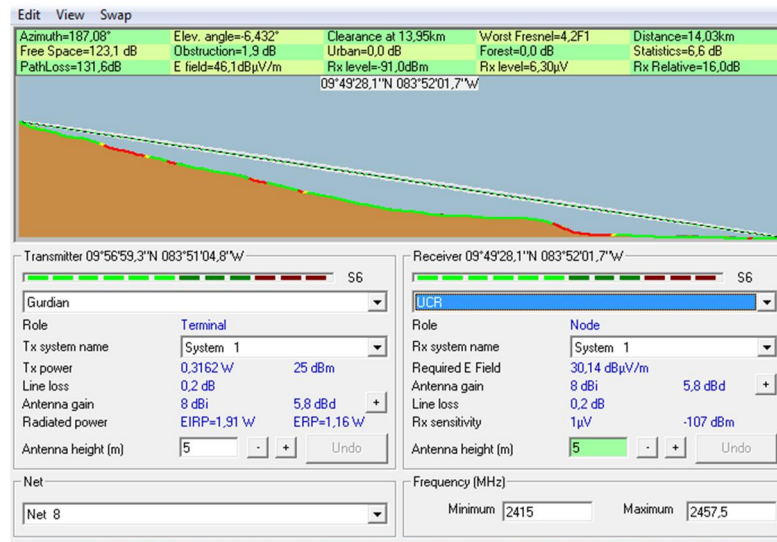 Edit View Swap
Azimuth=187,08° Elev. angle=-6,432° Clearance at 13,95km Worst Fresnel=4,2F1 Distance=14,03km
Free Space=123,1 dB Obstruction=1,9 dB Urban=0,0 dB Forest=0,0 dB Statistics=6,6 dB
PathLoss=131,6dB E field=46,1dBµV/m Rx level=-91,0dBm Rx level=6,30µV Rx Relative=16,0dB
09°49'28,1"N 083°52'01,7"W
Transmitter 09°56'59,3"N 083°51'04,8"W
S6
Gurdian
Role Terminal
Tx system name System 1
Tx power 0,3162 W 25 dBm
Line loss 0,2 dB
Antenna gain 8 dBi 5,8 dBd +
Radiated power EIRP=1,91 W ERP=1,16 W
Antenna height (m) 5 - + Undo
Net
Net 8
Receiver 09°49'28,1"N 083°52'01,7"W
S6
UCR
Role Node
Rx system name System 1
Required E Field 30,14 dBµV/m
Antenna gain 8 dBi 5,8 dBd +
Line loss 0,2 dB
Rx sensitivity 1µV -107 dBm
Antenna height (m) 5 - + Undo
Frequency (MHz)
Minimum 2415 Maximum 2457,5